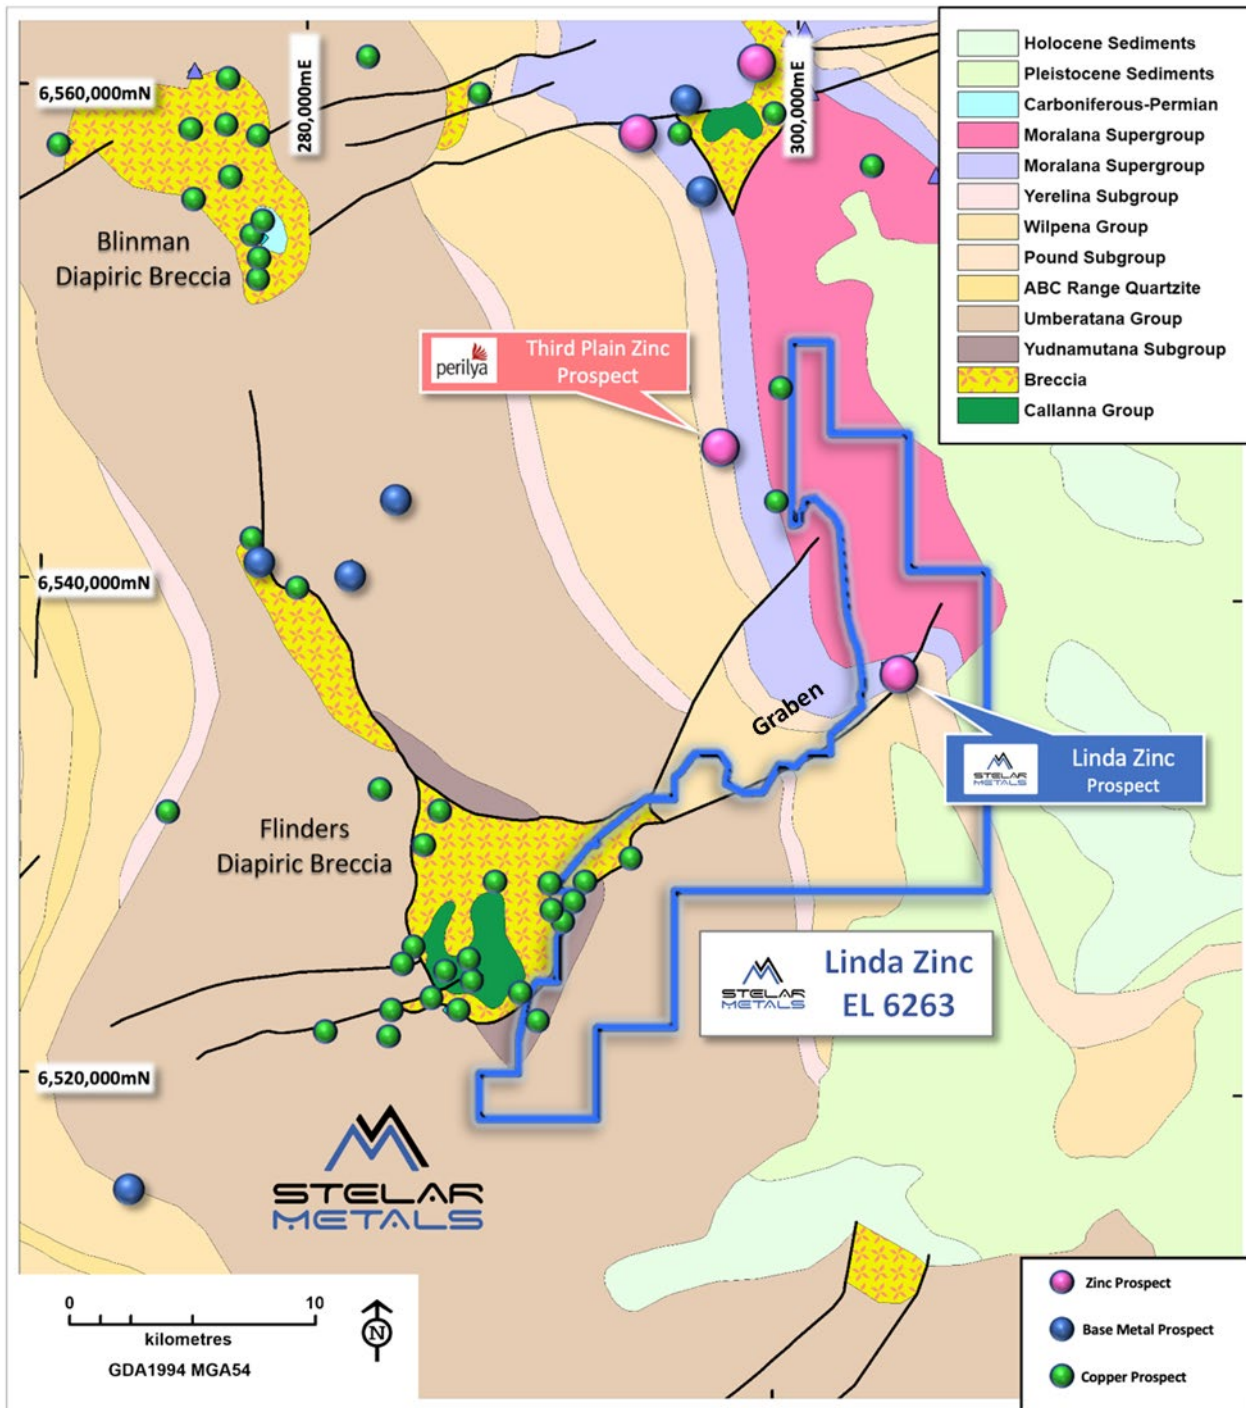 6,560,000mN
280,000mE
300,000mE
Holocene Sediments
Pleistocene Sediments
Carboniferous-Permian
Moralana Supergroup
Moralana Supergroup
Yerelina Subgroup
Wilpena Group
Pound Subgroup
ABC Range Quartzite
Umberatana Group
Yudnamutana Subgroup
Breccia
Callanna Group
Blinman
Diapiric Breccia
perilya
Third Plain Zinc
Prospect
6,540,000mN
Graben
STELAR
METALS
Linda Zinc
Prospect
Flinders
Diapiric Breccia
STELAR
METALS
Linda Zinc
EL 6263
6,520,000mN
STELAR
METALS
0 10
kilometres
GDA1994 MGA54
N
Zinc Prospect
Base Metal Prospect
Copper Prospect